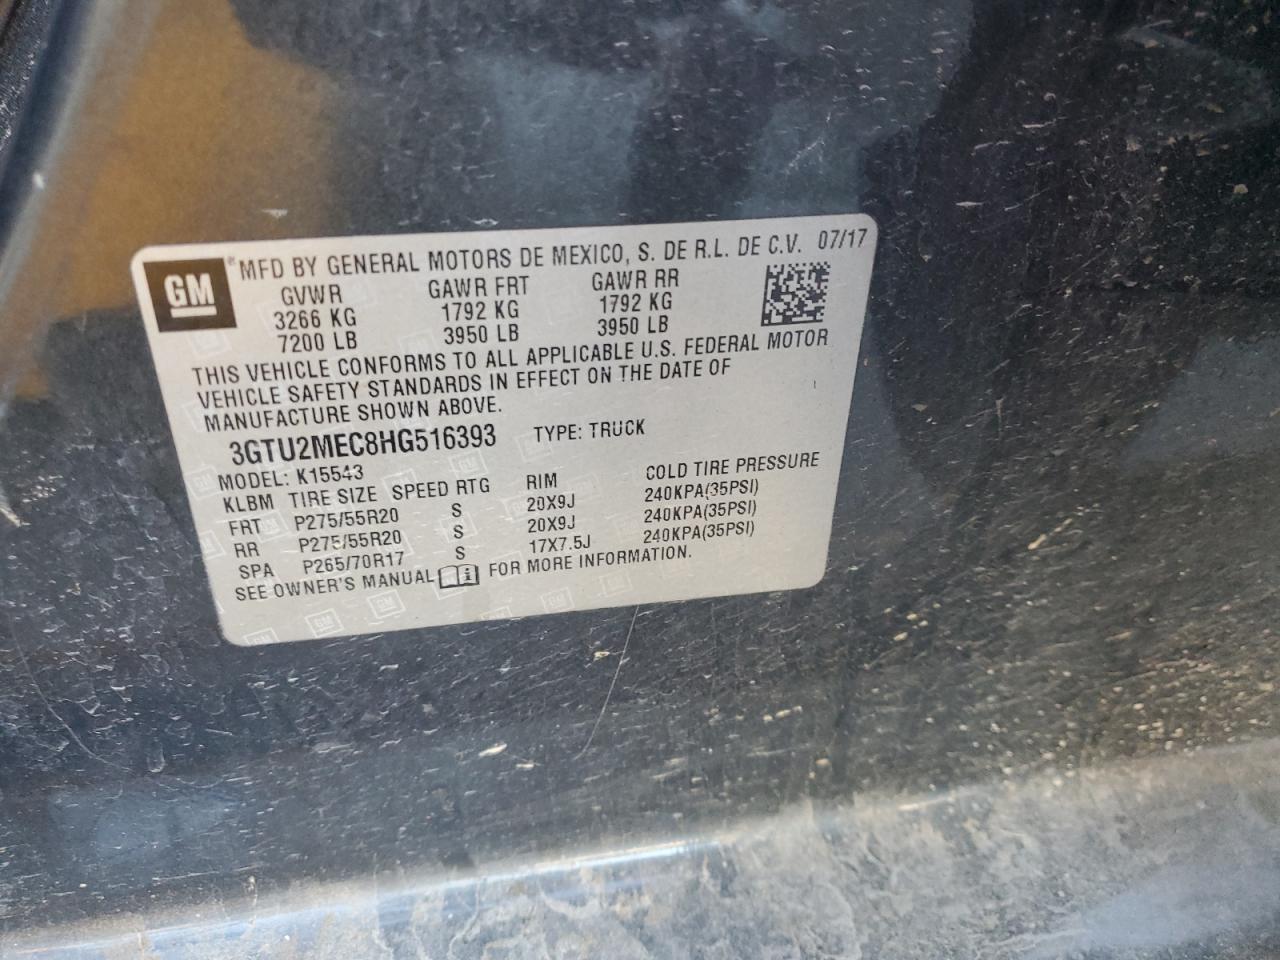 GM
® MFD BY GENERAL MOTORS DE MEXICO, S. DE R.L. DE C.V. 07/17
GVWR GAWR FRT GAWR RR
3266 KG 1792 KG 1792 KG
7200 LB 3950 LB 3950 LB
THIS VEHICLE CONFORMS TO ALL APPLICABLE U.S. FEDERAL MOTOR
VEHICLE SAFETY STANDARDS IN EFFECT ON THE DATE OF
MANUFACTURE SHOWN ABOVE.
3GTU2MEC8HG516393 TYPE: TRUCK
MODEL: K15543
KLBM TIRE SIZE SPEED RTG RIM COLD TIRE PRESSURE
FRT P275/55R20 S 20X9J 240KPA(35PSI)
RR P275/55R20 S 20X9J 240KPA(35PSI)
SPA P265/70R17 S 17X7.5J 240KPA(35PSI)
SEE OWNER'S MANUAL FOR MORE INFORMATION.